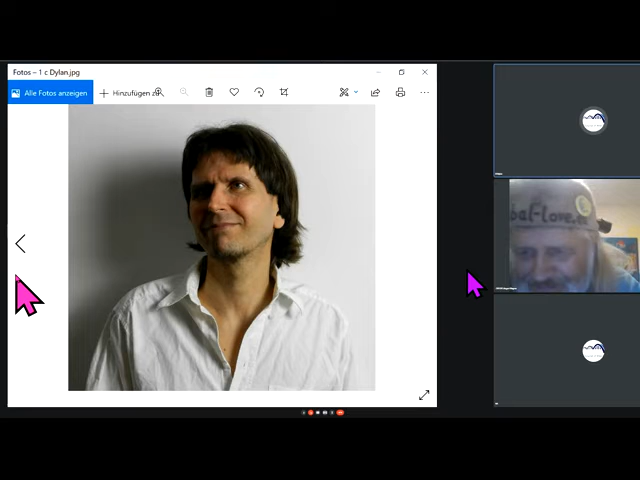 Fotos – 1 c Dylan.jpg
Alle Fotos anzeigen
Hinzufügen zu
bal-love.